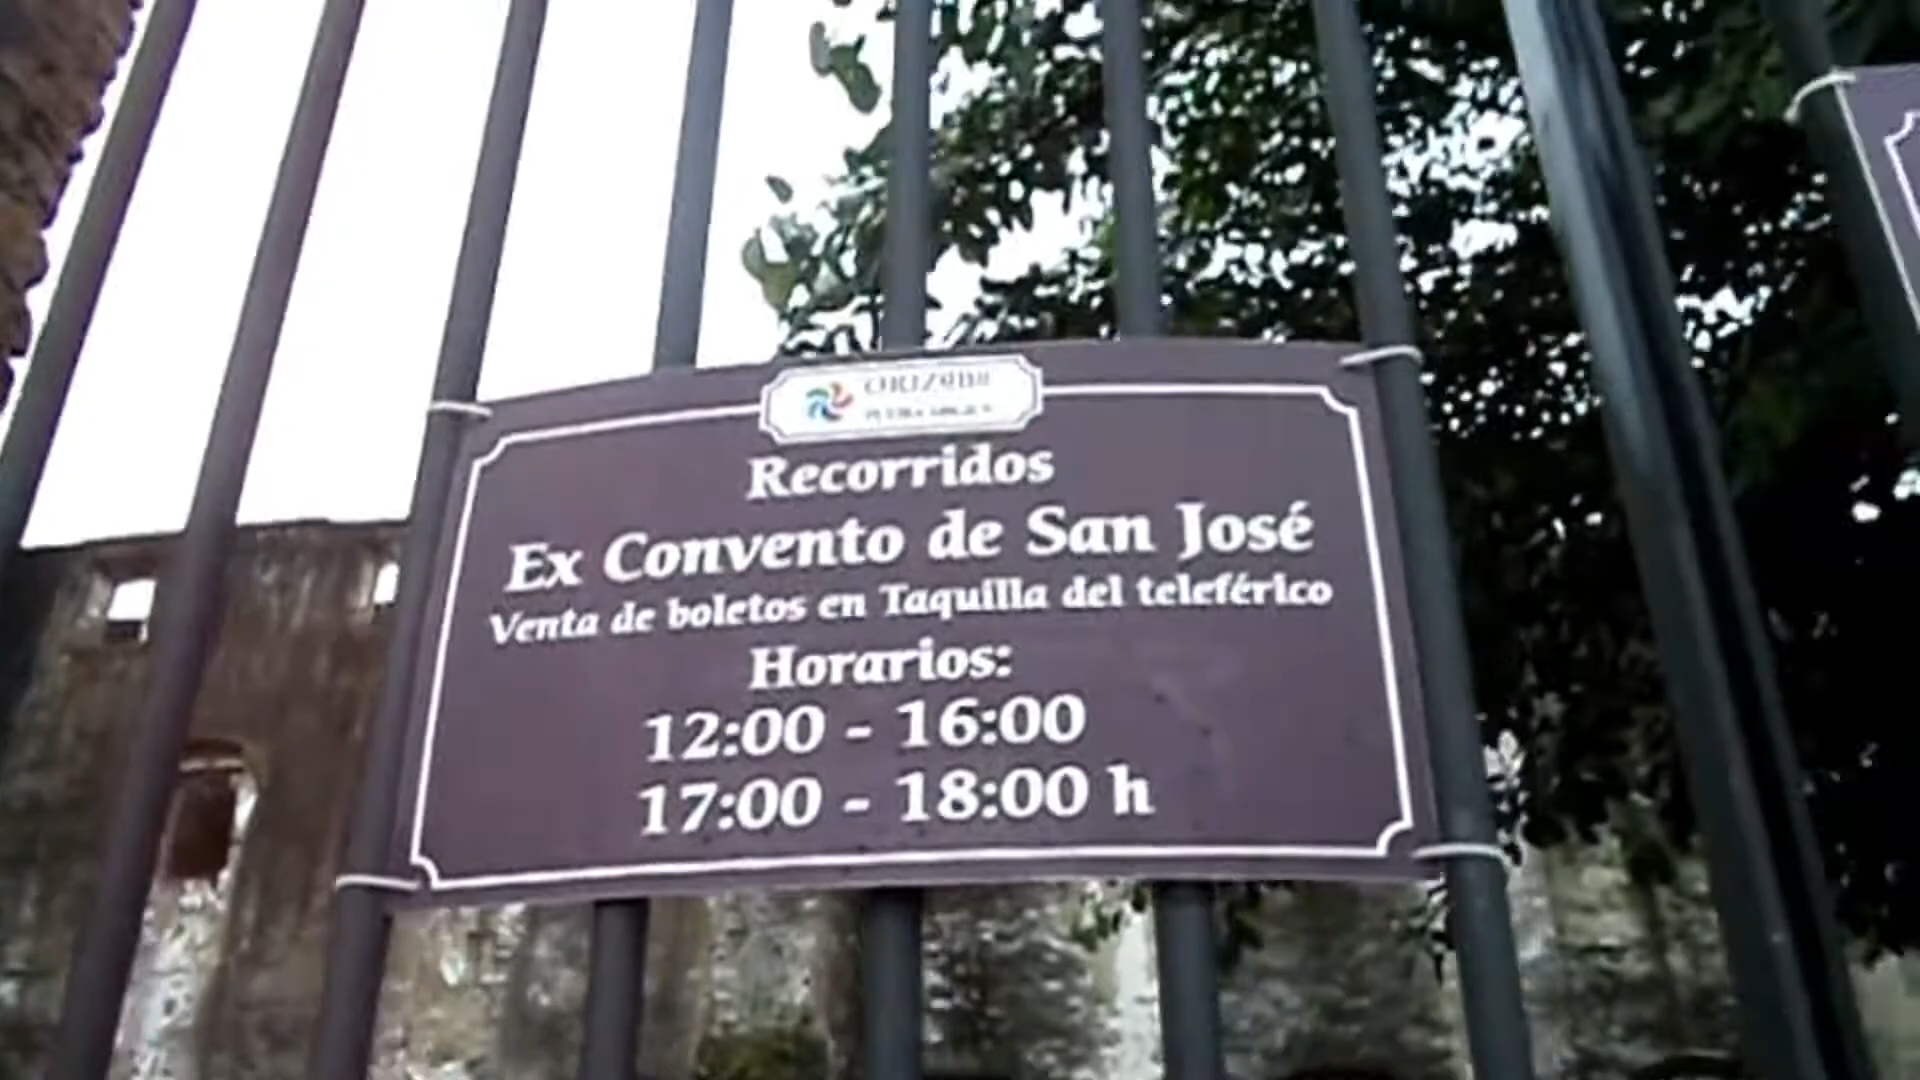 Recorridos
Ex Convento de San José
Venta de boletos en Taquilla del teleférico
Horarios:
12:00 - 16:00
17:00 - 18:00 h